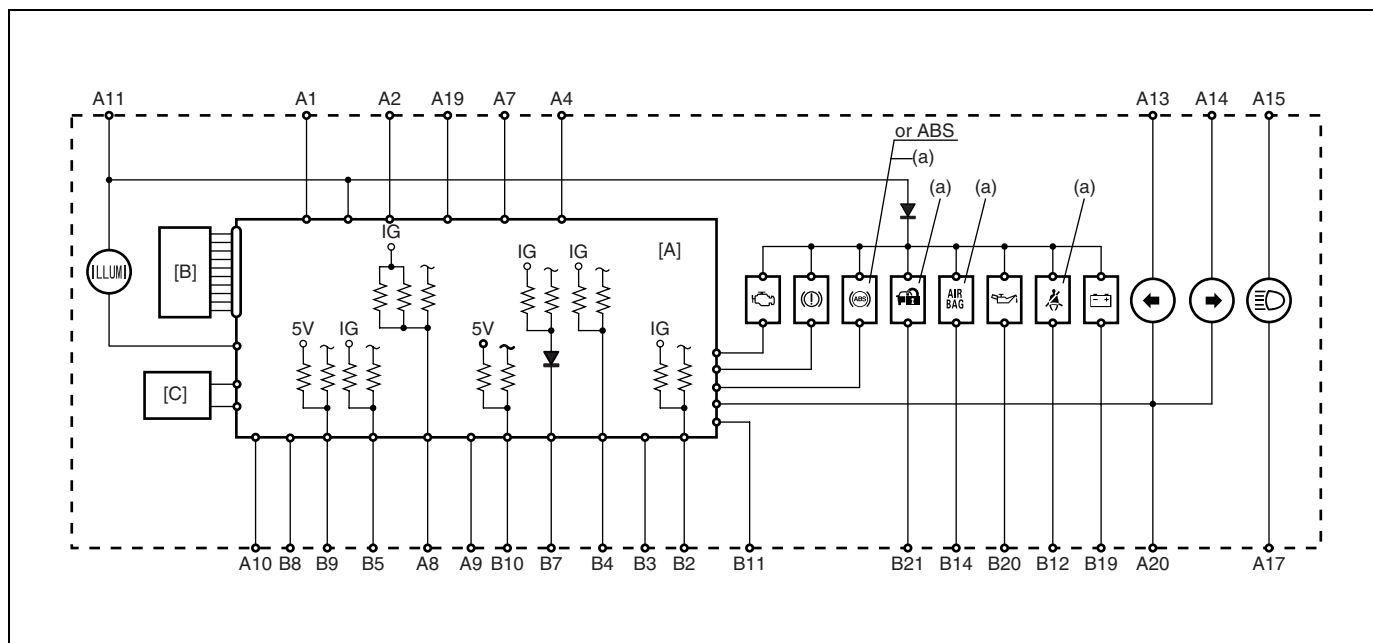 A11 A1 A2 A19 A7 A4 A13 A14 A15
or ABS
(a)
(a) (a) (a)
IG IG IG [A]
[B]
ILLUMI
AIR
BAG
(ABS)
5V IG 5V IG
[C]
A10 B8 B9 B5 A8 A9 B10 B7 B4 B3 B2 B11 B21 B14 B20 B12 B19 A20 A17